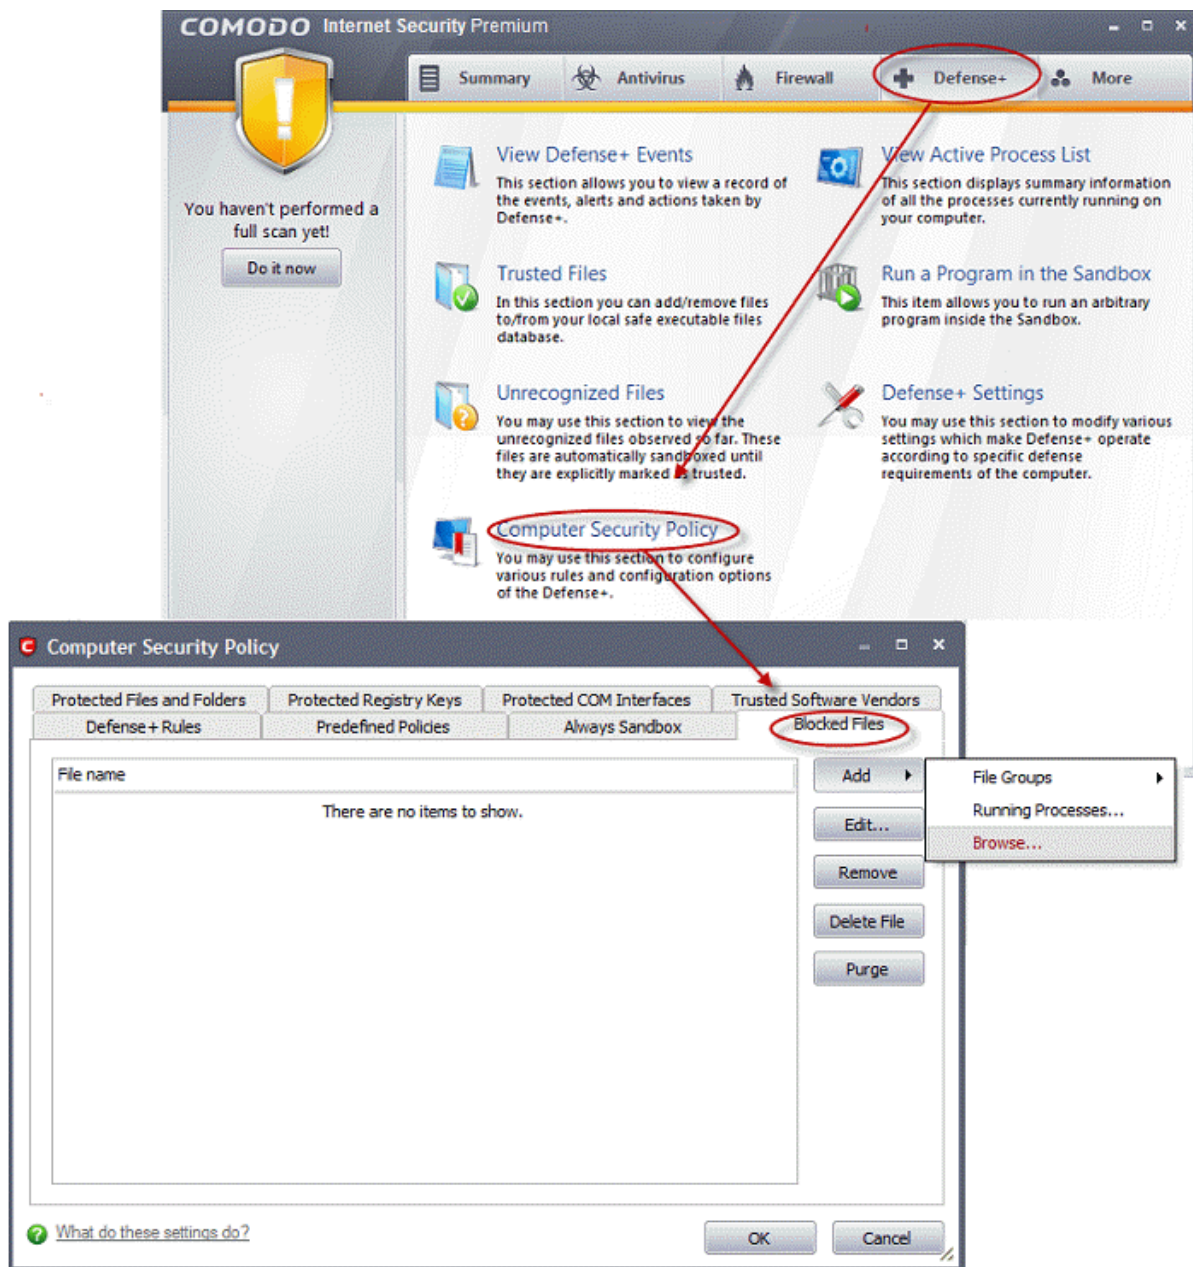 COMODO Internet Security Premium
Summary
Antivirus
Firewall
Defense+
More
You haven't performed a
full scan yet!
Do it now
View Defense+ Events
This section allows you to view a record of
the events, alerts and actions taken by
Defense+.
View Active Process List
This section displays summary information
of all the processes currently running on
your computer.
Trusted Files
In this section you can add/remove files
to/from your local safe executable files
database.
Run a Program in the Sandbox
This item allows you to run an arbitrary
program inside the Sandbox.
Unrecognized Files
You may use this section to view the
unrecognized files observed so far. These
files are automatically sandboxed until
they are explicitly marked as trusted.
Defense+ Settings
You may use this section to modify various
settings which make Defense+ operate
according to specific defense
requirements of the computer.
Computer Security Policy
You may use this section to configure
various rules and configuration options
of the Defense+.
Computer Security Policy
Protected Files and Folders
Protected Registry Keys
Protected COM Interfaces
Trusted Software Vendors
Defense+ Rules
Predefined Policies
Always Sandbox
Blocked Files
File name
There are no items to show.
Add
Edit...
Remove
Delete File
Purge
File Groups
Running Processes...
Browse...
What do these settings do?
OK
Cancel